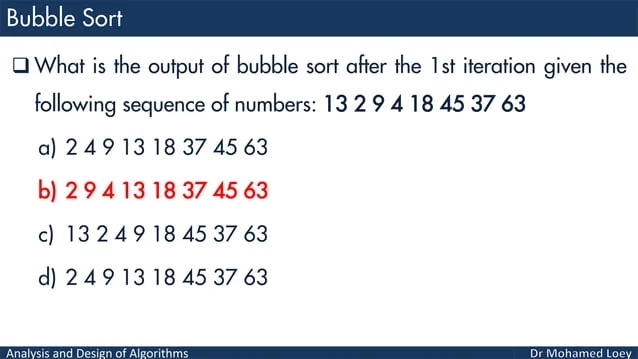 Bubble Sort
❑ What is the output of bubble sort after the 1st iteration given the
following sequence of numbers: 13 2 9 4 18 45 37 63
a) 2 4 9 13 18 37 45 63
b) 2 9 4 13 18 37 45 63
c) 13 2 4 9 18 45 37 63
d) 2 4 9 13 18 45 37 63
Analysis and Design of Algorithms
Dr Mohamed Loey